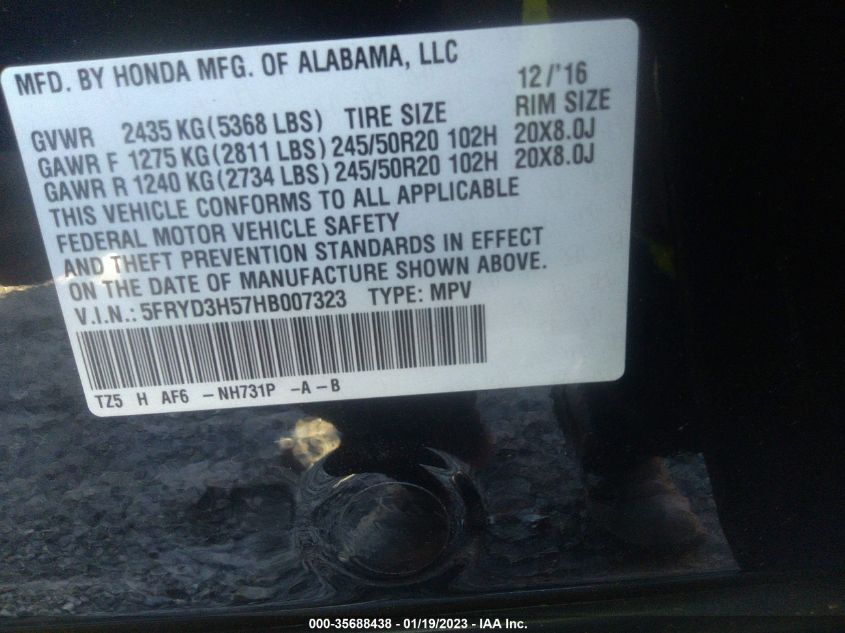 MFD. BY HONDA MFG. OF ALABAMA, LLC
12/'16
GVWR 2435 KG(5368 LBS) TIRE SIZE RIM SIZE
GAWR F 1275 KG(2811 LBS) 245/50R20 102H 20X8.0J
GAWR R 1240 KG(2734 LBS) 245/50R20 102H 20X8.0J
THIS VEHICLE CONFORMS TO ALL APPLICABLE
FEDERAL MOTOR VEHICLE SAFETY
AND THEFT PREVENTION STANDARDS IN EFFECT
ON THE DATE OF MANUFACTURE SHOWN ABOVE.
V.I.N.: 5FRYD3H57HB007323 TYPE: MPV
TZ5 H AF6 - NH731P -A-B
000-35688438 - 01/19/2023 - IAA Inc.